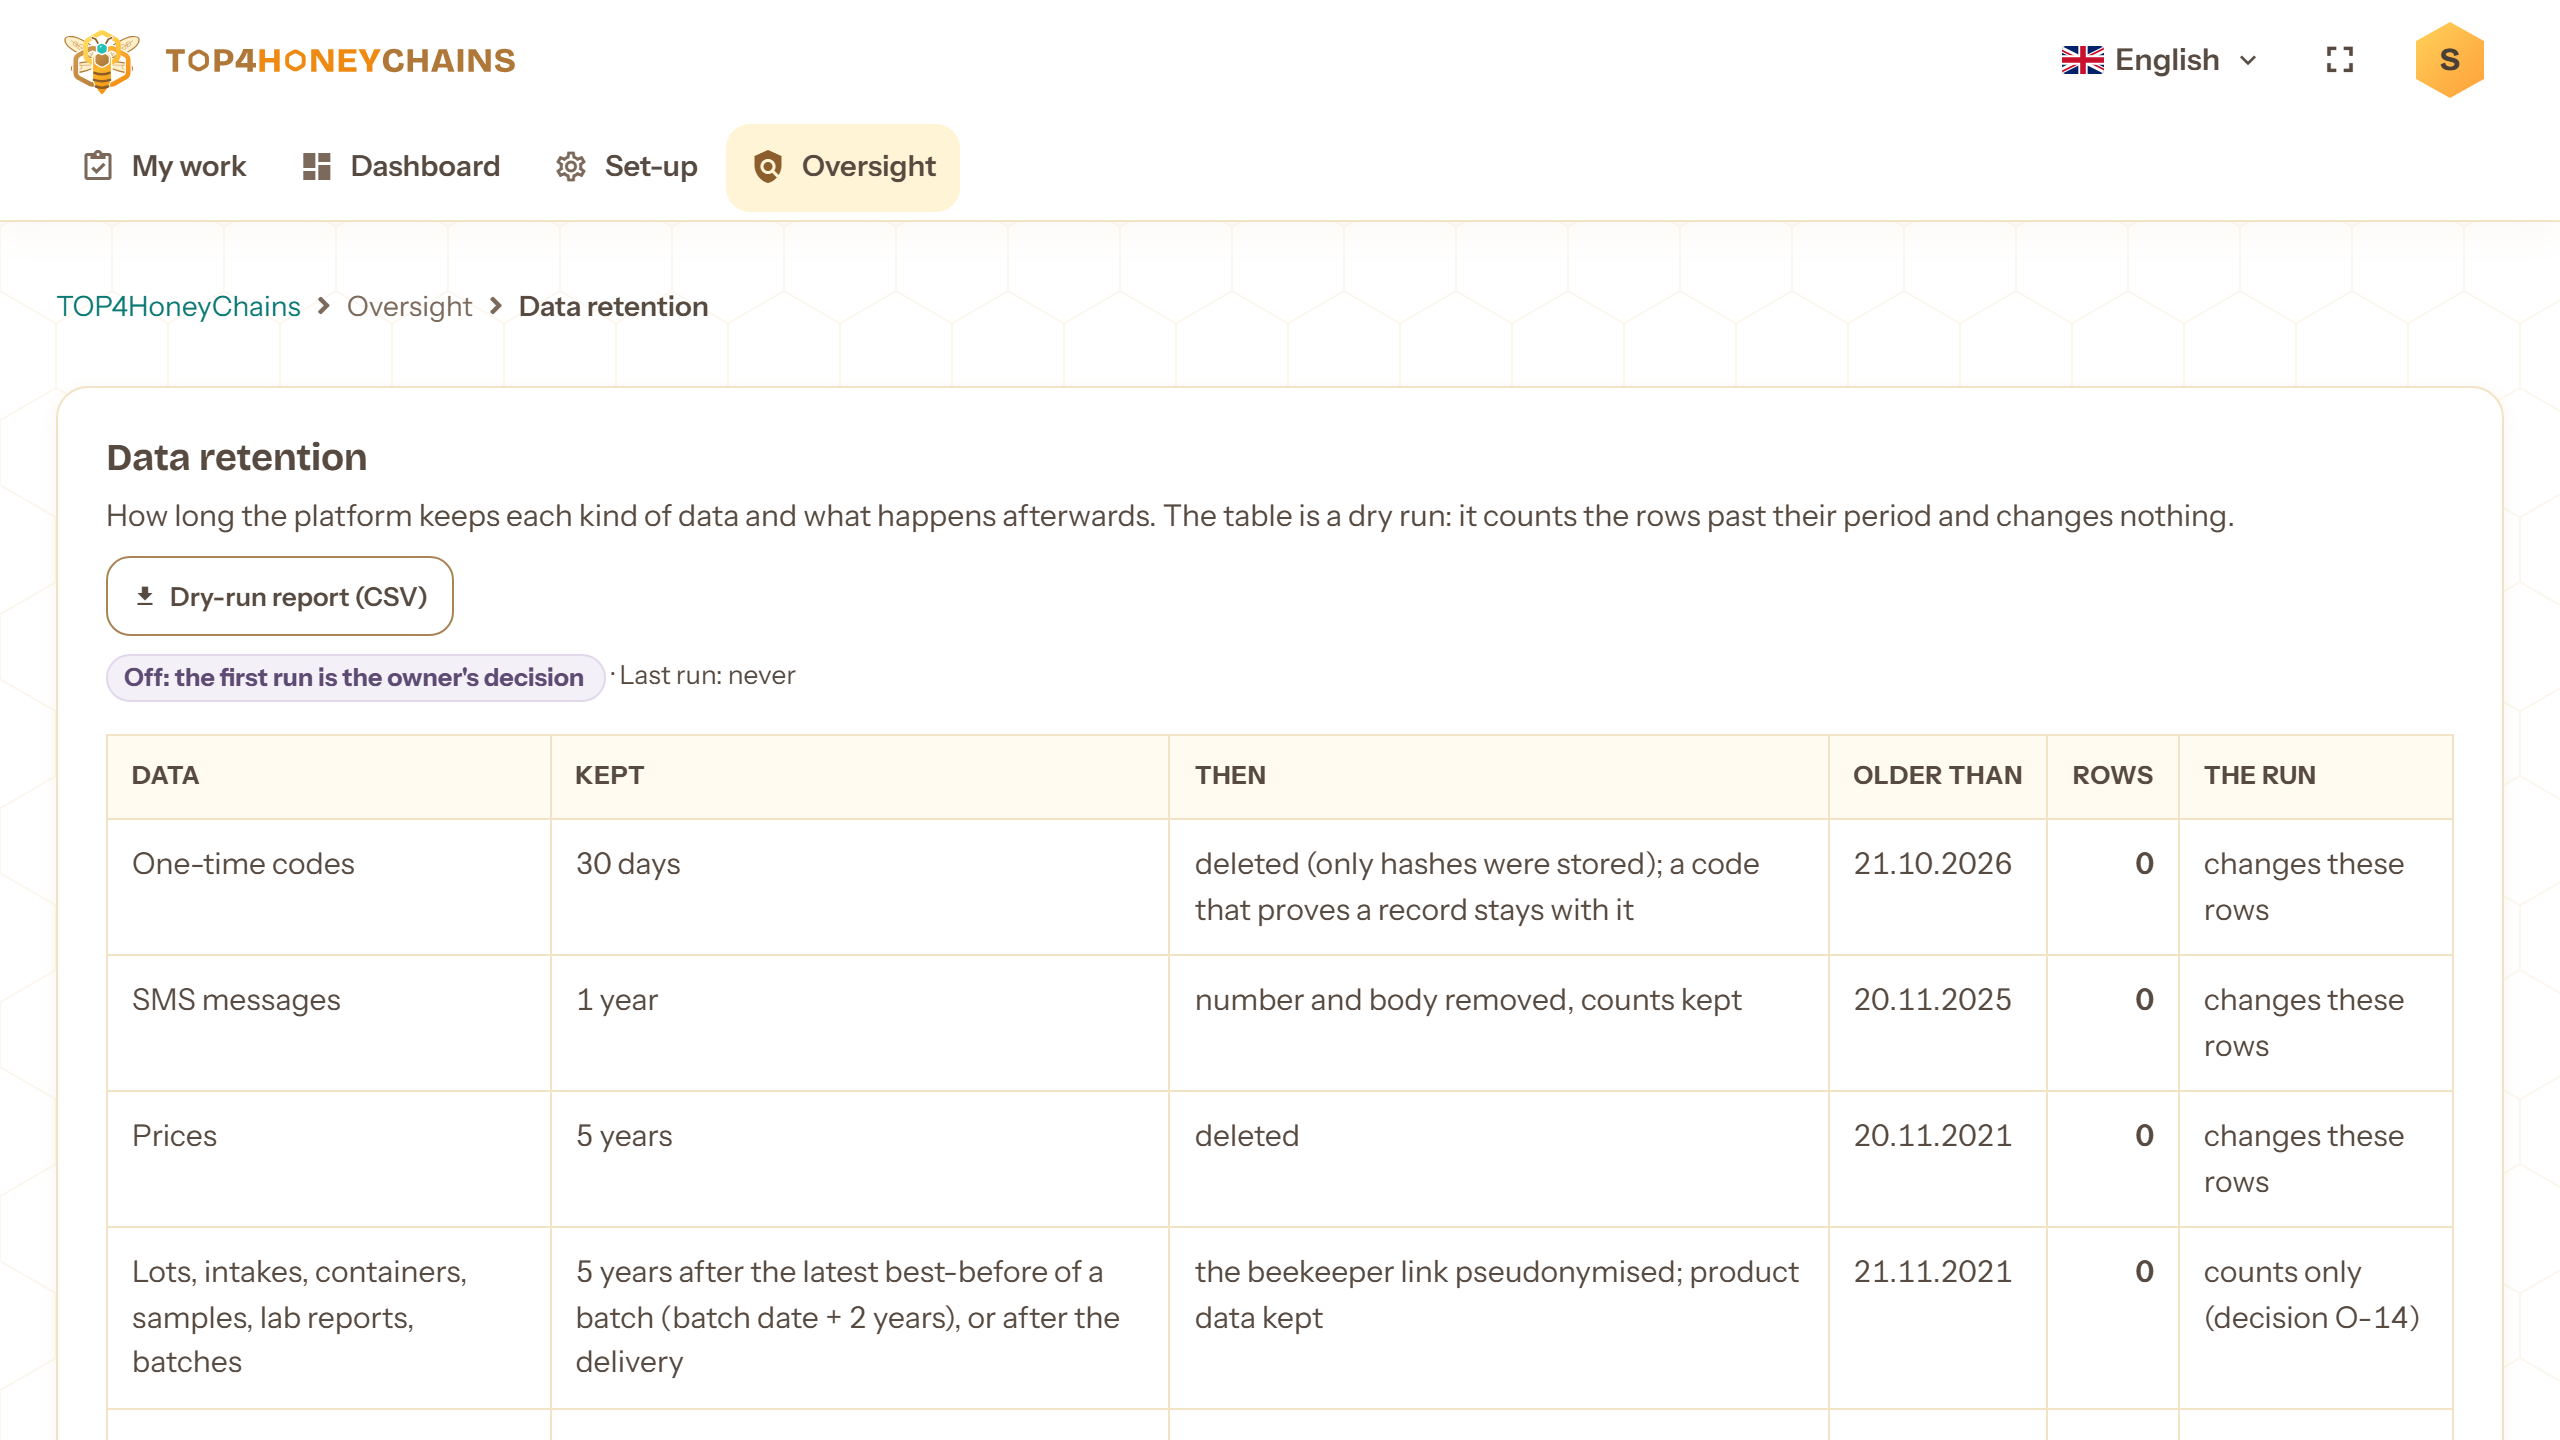 TOP4HONEYCHAINS
English
S
My work
Dashboard
Set-up
Oversight
TOP4HoneyChains > Oversight > Data retention
Data retention
How long the platform keeps each kind of data and what happens afterwards. The table is a dry run: it counts the rows past their period and changes nothing.
Dry-run report (CSV)
Off: the first run is the owner's decision · Last run: never
DATA KEPT THEN OLDER THAN ROWS THE RUN
One-time codes 30 days deleted (only hashes were stored); a code 21.10.2026 0 changes these
that proves a record stays with it rows
SMS messages 1 year number and body removed, counts kept 20.11.2025 0 changes these
rows
Prices 5 years deleted 20.11.2021 0 changes these
rows
Lots, intakes, containers, 5 years after the latest best-before of a the beekeeper link pseudonymised; product 21.11.2021 0 counts only
samples, lab reports, batch (batch date + 2 years), or after the data kept (decision O-14)
batches delivery